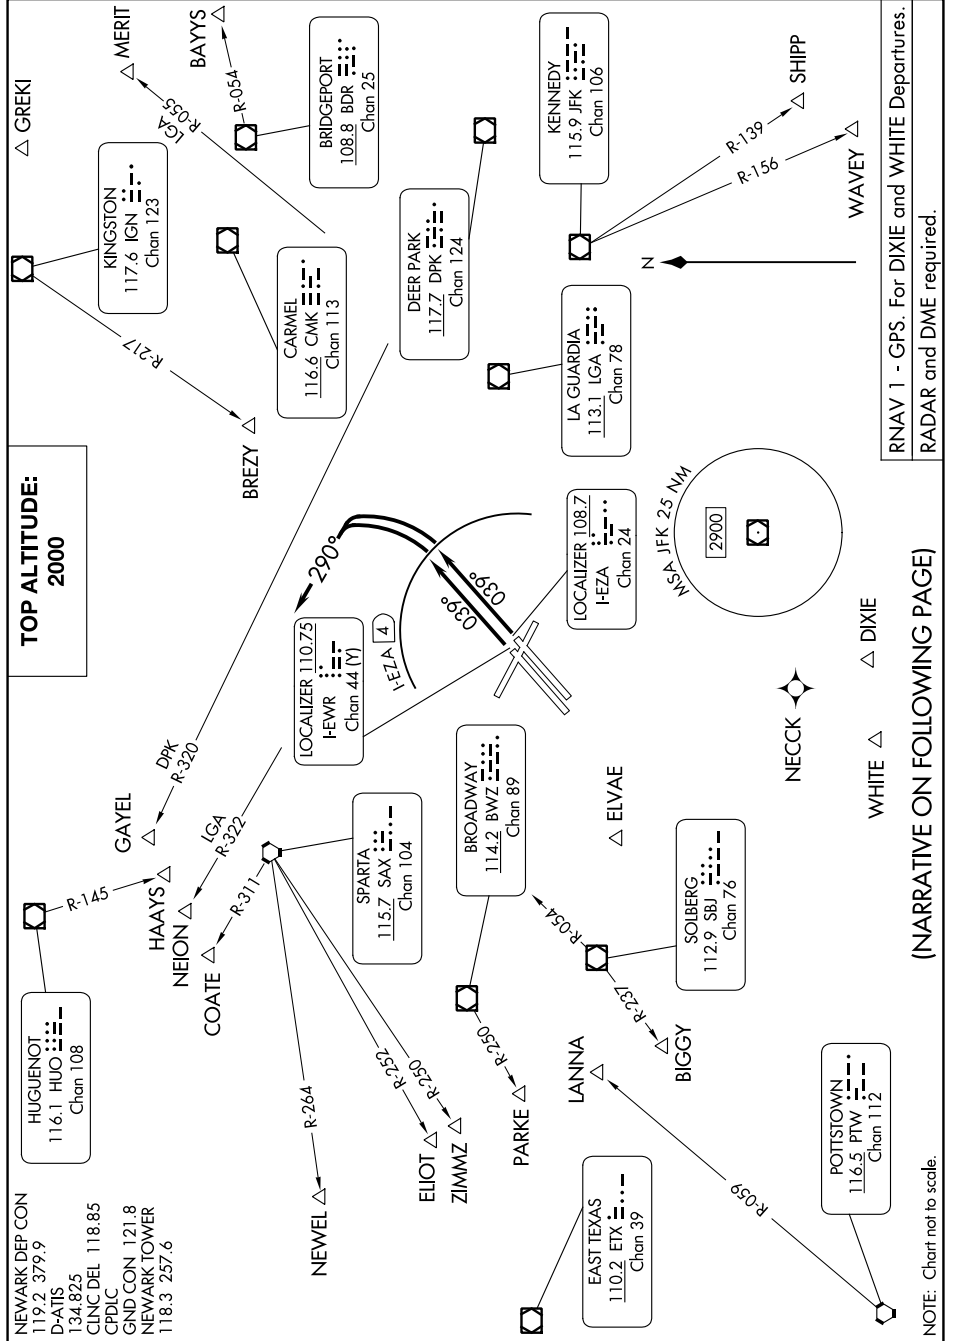 NEWARK DEP CON
119.2 379.9
D-ATIS
134.825
CLNC DEL 118.85
CPDLC
GND CON 121.8
NEWARK TOWER
118.3 257.6
TOP ALTITUDE:
2000
HUGUENOT
116.1 HUO
Chan 108
R-145
HAAYS
NEION
COATE
GAYEL
DPK
R-320
LGA
R-322
R-311
KINGSTON
117.6 IGN
Chan 123
R-217
BREZY
GREKI
MERIT
LGA
R-055
BAYYS
R-054
BRIDGEPORT
108.8 BDR
Chan 25
CARMEL
116.6 CMK
Chan 113
NEWEL
R-264
SPARTA
115.7 SAX
Chan 104
R-252
R-250
ELIOT
ZIMMZ
LOCALIZER 110.75
I-EWR
Chan 44 (Y)
290°
I-EZA 4
039°
039°
DEER PARK
117.7 DPK
Chan 124
BROADWAY
114.2 BWZ
Chan 89
R-250
PARKE
LOCALIZER 108.7
I-EZA
Chan 24
LA GUARDIA
113.1 LGA
Chan 78
KENNEDY
115.9 JFK
Chan 106
R-139
SHIPP
R-156
WAVEY
N
EAST TEXAS
110.2 ETX
Chan 39
LANNA
R-059
R-054
R-237
BIGGY
SOLBERG
112.9 SBJ
Chan 76
ELVAE
MSA JFK 25 NM
2900
NECCK
POTTSTOWN
116.5 PTW
Chan 112
WHITE
DIXIE
RNAV 1 - GPS. For DIXIE and WHITE Departures.
RADAR and DME required.
NOTE: Chart not to scale.
(NARRATIVE ON FOLLOWING PAGE)